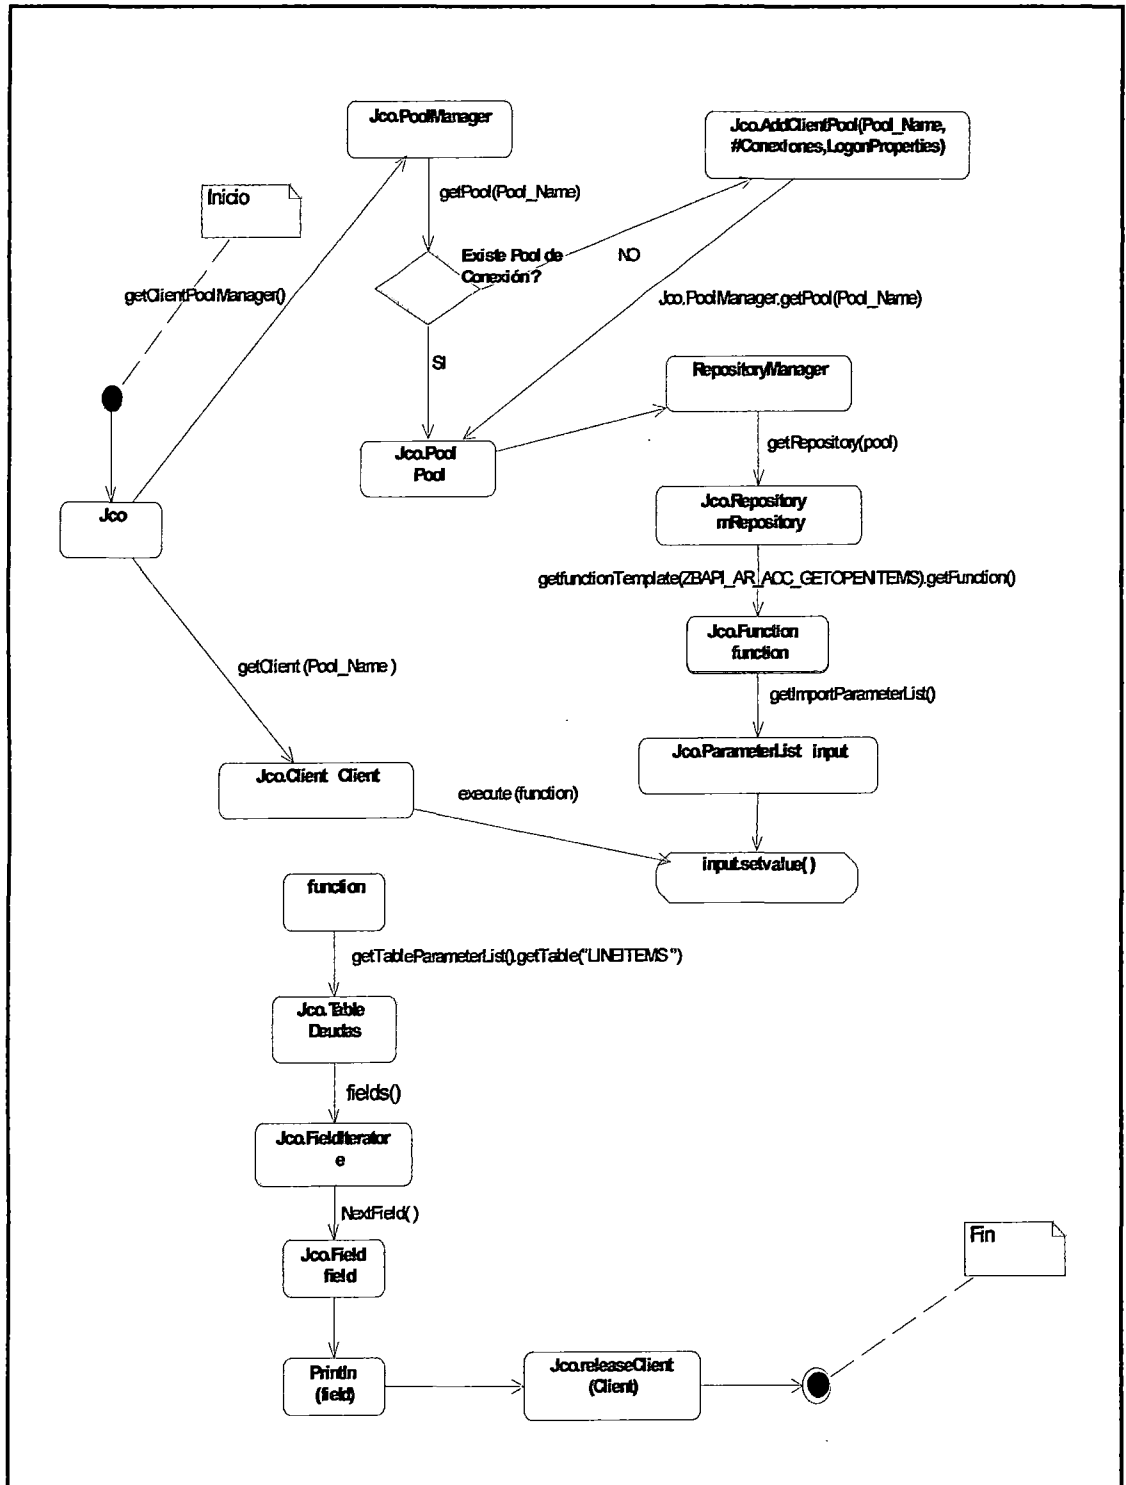 Jco.PoolManager
Jco.AddClientPool(Pool_Name,
#Conexiones,LogonProperties)
Inicio
getPool(Pool_Name)
Existe Pool de
Conexión?
NO
getClientPoolManager()
Jco.PoolManager.getPool(Pool_Name)
SI
RepositoryManager
Jco.Pool
Pool
getRepository(pool)
Jco
Jco.Repository
mRepository
getfunctionTemplate(ZBAPI_AR_ACC_GETOPENITEMS).getFunction()
Jco.Function
function
getClient (Pool_Name )
getImportParameterList()
Jco.ParameterList input
Jco.Client Client
execute (function)
input.setvalue( )
function
getTableParameterList().getTable("LINEITEMS ")
Jco.Table
Deudas
fields()
Jco.FieldIterator
e
NextField( )
Jco.Field
field
Fin
Println
(field)
Jco.releaseClient
(Client)